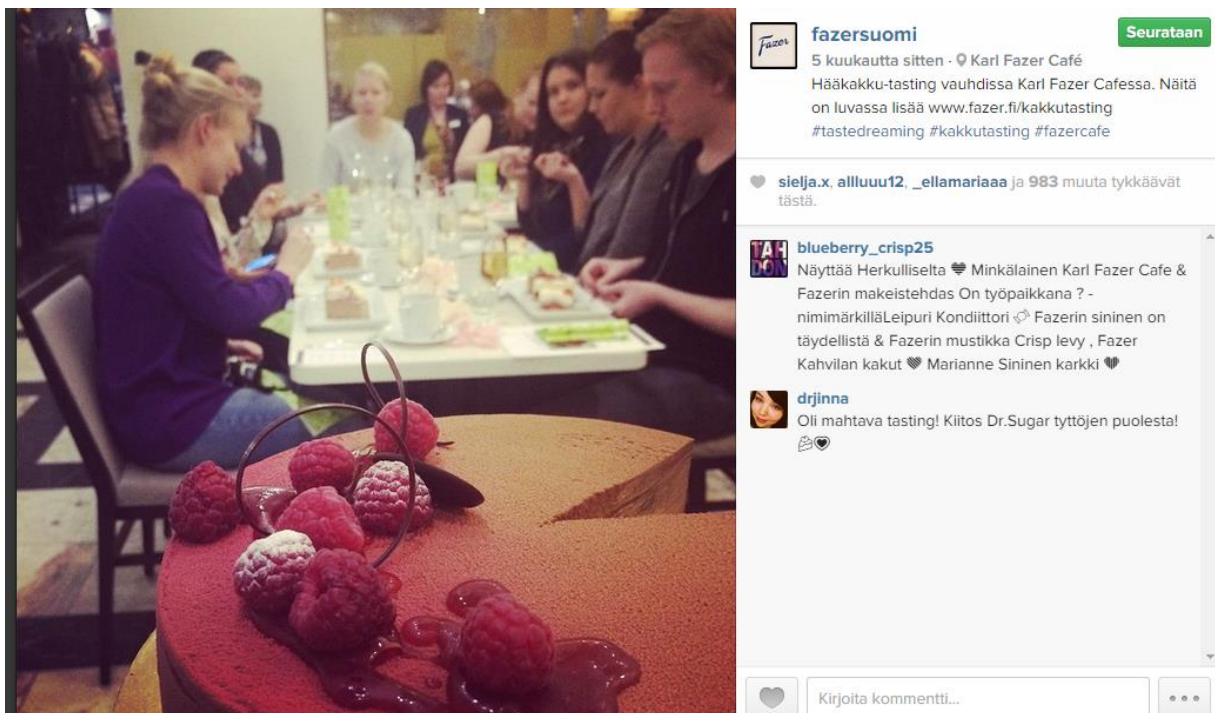 Fazer
fazersuomi
Seurataan
5 kuukautta sitten · Karl Fazer Café
Hääkakku-tasting vauhdissa Karl Fazer Cafessa. Näitä
on luvassa lisää www.fazer.fi/kakkutasting
#tastedreaming #kakkutasting #fazercafe
sielja.x, allluuu12, _ellamariaaa ja 983 muuta tykkäävät
tästä.
TAH
DON
blueberry_crisp25
Näyttää Herkulliselta 🖤 Minkälainen Karl Fazer Cafe &
Fazerin makeistehdas On työpaikkana ? -
nimimärkilläLeipuri Kondiittori 🍬 Fazerin sininen on
täydellistä & Fazerin mustikka Crisp levy , Fazer
Kahvilan kakut 🖤 Marianne Sininen karkki 🖤
drjinna
Oli mahtava tasting! Kiitos Dr.Sugar tyttöjen puolesta!
🍰💟
Kirjoita kommentti...